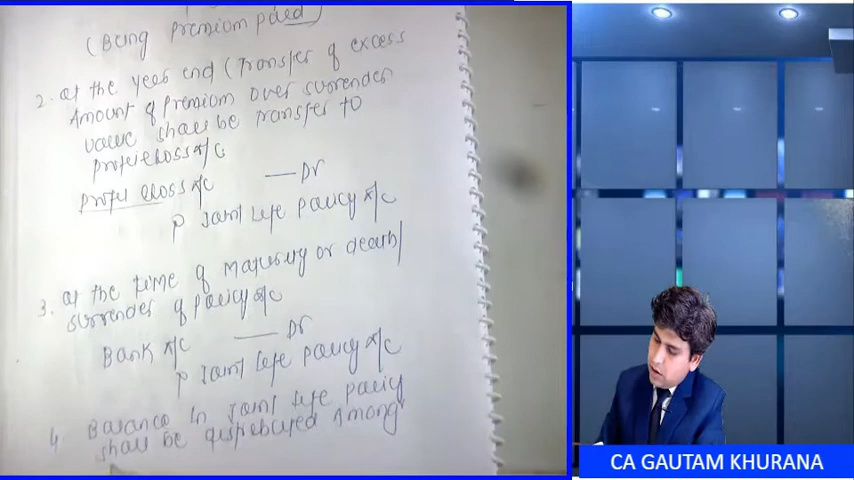 (Being Premium paid)
2. at the year end (Transfer of excess
Amount of premium over surrender
value shall be transfer to
Profit & Loss A/c
Profit & Loss A/c — Dr
To Joint Life Policy A/c
3. at the time of maturity or death/
surrender of Policy A/c
Bank A/c — Dr
To Joint Life Policy A/c
4 Balance in Joint Life Policy
shall be distributed Among
CA GAUTAM KHURANA